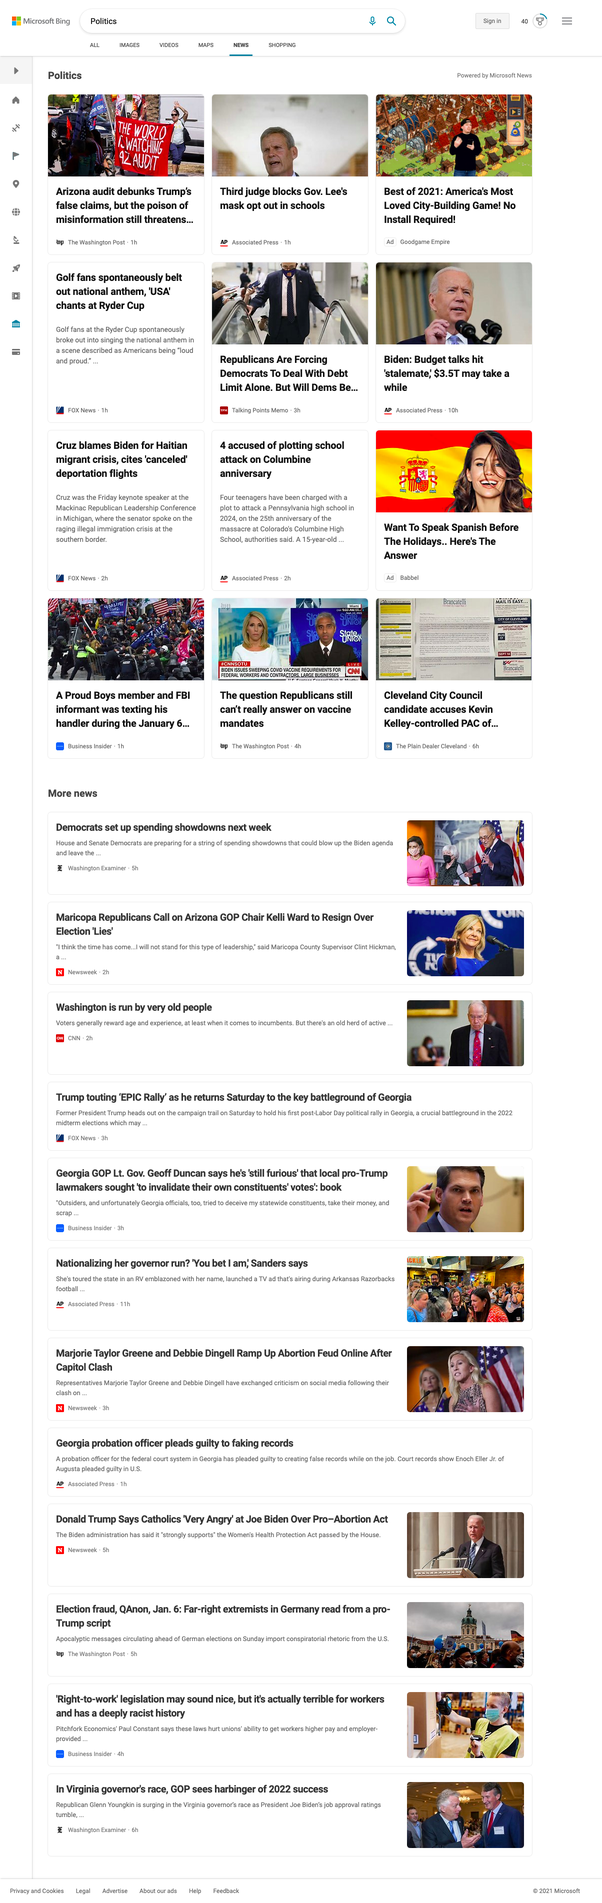 Microsoft Bing
Politics
Sign in
40
ALL
IMAGES
VIDEOS
MAPS
NEWS
SHOPPING
Politics
Powered by Microsoft News
THE WORLD
IS WATCHING
AZ AUDIT
Arizona audit debunks Trump's
false claims, but the poison of
misinformation still threatens...
The Washington Post · 1h
Third judge blocks Gov. Lee's
mask opt out in schools
AP Associated Press · 1h
Best of 2021: America's Most
Loved City-Building Game! No
Install Required!
Ad Goodgame Empire
Golf fans spontaneously belt
out national anthem, 'USA'
chants at Ryder Cup
Golf fans at the Ryder Cup spontaneously
broke out into singing the national anthem in
a scene described as Americans being "loud
and proud." ...
FOX News · 1h
Republicans Are Forcing
Democrats To Deal With Debt
Limit Alone. But Will Dems Be...
Talking Points Memo · 3h
Biden: Budget talks hit
'stalemate,' $3.5T may take a
while
AP Associated Press · 10h
Cruz blames Biden for Haitian
migrant crisis, cites 'canceled'
deportation flights
Cruz was the Friday keynote speaker at the
Mackinac Republican Leadership Conference
in Michigan, where the senator spoke on the
raging illegal immigration crisis at the
southern border.
FOX News · 2h
4 accused of plotting school
attack on Columbine
anniversary
Four teenagers have been charged with a
plot to attack a Pennsylvania high school in
2024, on the 25th anniversary of the
massacre at Colorado's Columbine High
School, authorities said. A 15-year-old ...
AP Associated Press · 2h
Want To Speak Spanish Before
The Holidays.. Here's The
Answer
Ad Babbel
A Proud Boys member and FBI
informant was texting his
handler during the January 6...
Business Insider · 1h
#CNNSOTU
BIDEN ISSUES SWEEPING COVID VACCINE REQUIREMENTS FOR
FEDERAL WORKERS AND CONTRACTORS, LARGE BUSINESSES
LIVE
CNN
The question Republicans still
can't really answer on vaccine
mandates
The Washington Post · 4h
Brancatelli
Cleveland City Council
candidate accuses Kevin
Kelley-controlled PAC of...
The Plain Dealer Cleveland · 6h
More news
Democrats set up spending showdowns next week
House and Senate Democrats are preparing for a string of spending showdowns that could blow up the Biden agenda
and leave the ...
Washington Examiner · 5h
Maricopa Republicans Call on Arizona GOP Chair Kelli Ward to Resign Over
Election 'Lies'
"I think the time has come...I will not stand for this type of leadership," said Maricopa County Supervisor Clint Hickman,
a ...
N Newsweek · 2h
Washington is run by very old people
Voters generally reward age and experience, at least when it comes to incumbents. But there's an old herd of active ...
CNN CNN · 2h
Trump touting 'EPIC Rally' as he returns Saturday to the key battleground of Georgia
Former President Trump heads out on the campaign trail on Saturday to hold his first post-Labor Day political rally in Georgia, a crucial battleground in the 2022
midterm elections which may ...
FOX News · 3h
Georgia GOP Lt. Gov. Geoff Duncan says he's 'still furious' that local pro-Trump
lawmakers sought 'to invalidate their own constituents' votes': book
"Outsiders, and unfortunately Georgia officials, too, tried to deceive my statewide constituents, take their money, and
scrap ...
Business Insider · 3h
Nationalizing her governor run? 'You bet I am,' Sanders says
She's toured the state in an RV emblazoned with her name, launched a TV ad that's airing during Arkansas Razorbacks
football ...
AP Associated Press · 11h
Marjorie Taylor Greene and Debbie Dingell Ramp Up Abortion Feud Online After
Capitol Clash
Representatives Marjorie Taylor Greene and Debbie Dingell have exchanged criticism on social media following their
clash on ...
N Newsweek · 3h
Georgia probation officer pleads guilty to faking records
A probation officer for the federal court system in Georgia has pleaded guilty to creating false records while on the job. Court records show Enoch Eller Jr. of
Augusta pleaded guilty in U.S.
AP Associated Press · 1h
Donald Trump Says Catholics 'Very Angry' at Joe Biden Over Pro–Abortion Act
The Biden administration has said it "strongly supports" the Women's Health Protection Act passed by the House.
N Newsweek · 5h
Election fraud, QAnon, Jan. 6: Far-right extremists in Germany read from a pro-
Trump script
Apocalyptic messages circulating ahead of German elections on Sunday import conspiratorial rhetoric from the U.S.
The Washington Post · 5h
'Right-to-work' legislation may sound nice, but it's actually terrible for workers
and has a deeply racist history
Pitchfork Economics' Paul Constant says these laws hurt unions' ability to get workers higher pay and employer-
provided ...
Business Insider · 4h
In Virginia governor's race, GOP sees harbinger of 2022 success
Republican Glenn Youngkin is surging in the Virginia governor's race as President Joe Biden's job approval ratings
tumble, ...
Washington Examiner · 6h
Privacy and Cookies
Legal
Advertise
About our ads
Help
Feedback
© 2021 Microsoft